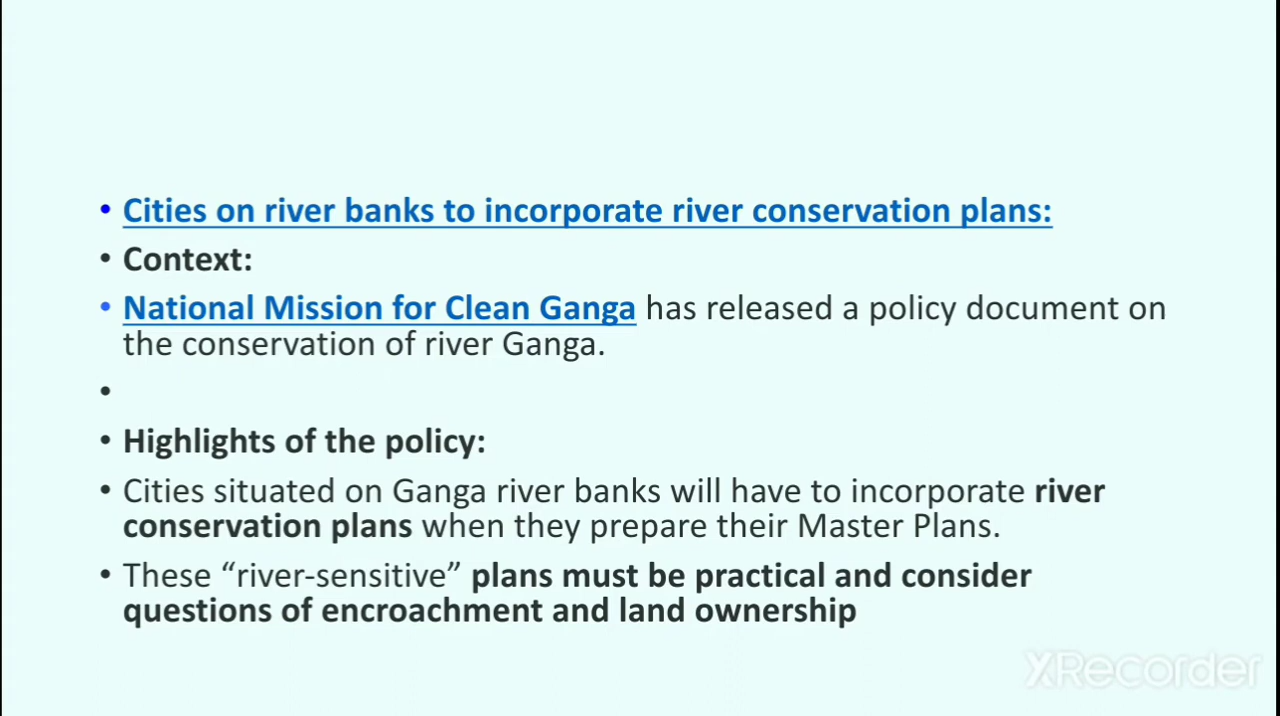 • Cities on river banks to incorporate river conservation plans:
• Context:
• National Mission for Clean Ganga has released a policy document on
the conservation of river Ganga.
•
• Highlights of the policy:
• Cities situated on Ganga river banks will have to incorporate river
conservation plans when they prepare their Master Plans.
• These “river-sensitive” plans must be practical and consider
questions of encroachment and land ownership
XRecorder